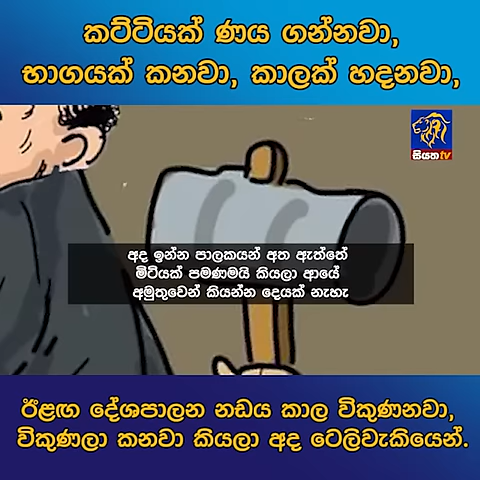 කට්ටියක් ණය ගන්නවා,
භාගයක් කනවා, කාලක් හදනවා,
සියත tv
අද ඉන්න පාලකයන් අත ඇත්තේ
මිටියක් පමණමයි කියලා ආයේ
අමුතුවෙන් කියන්න දෙයක් නැහැ
ඊළඟ දේශපාලන නඩය කාල විකුණනවා,
විකුණලා කනවා කියලා අද ටෙලිවැකියෙන්.